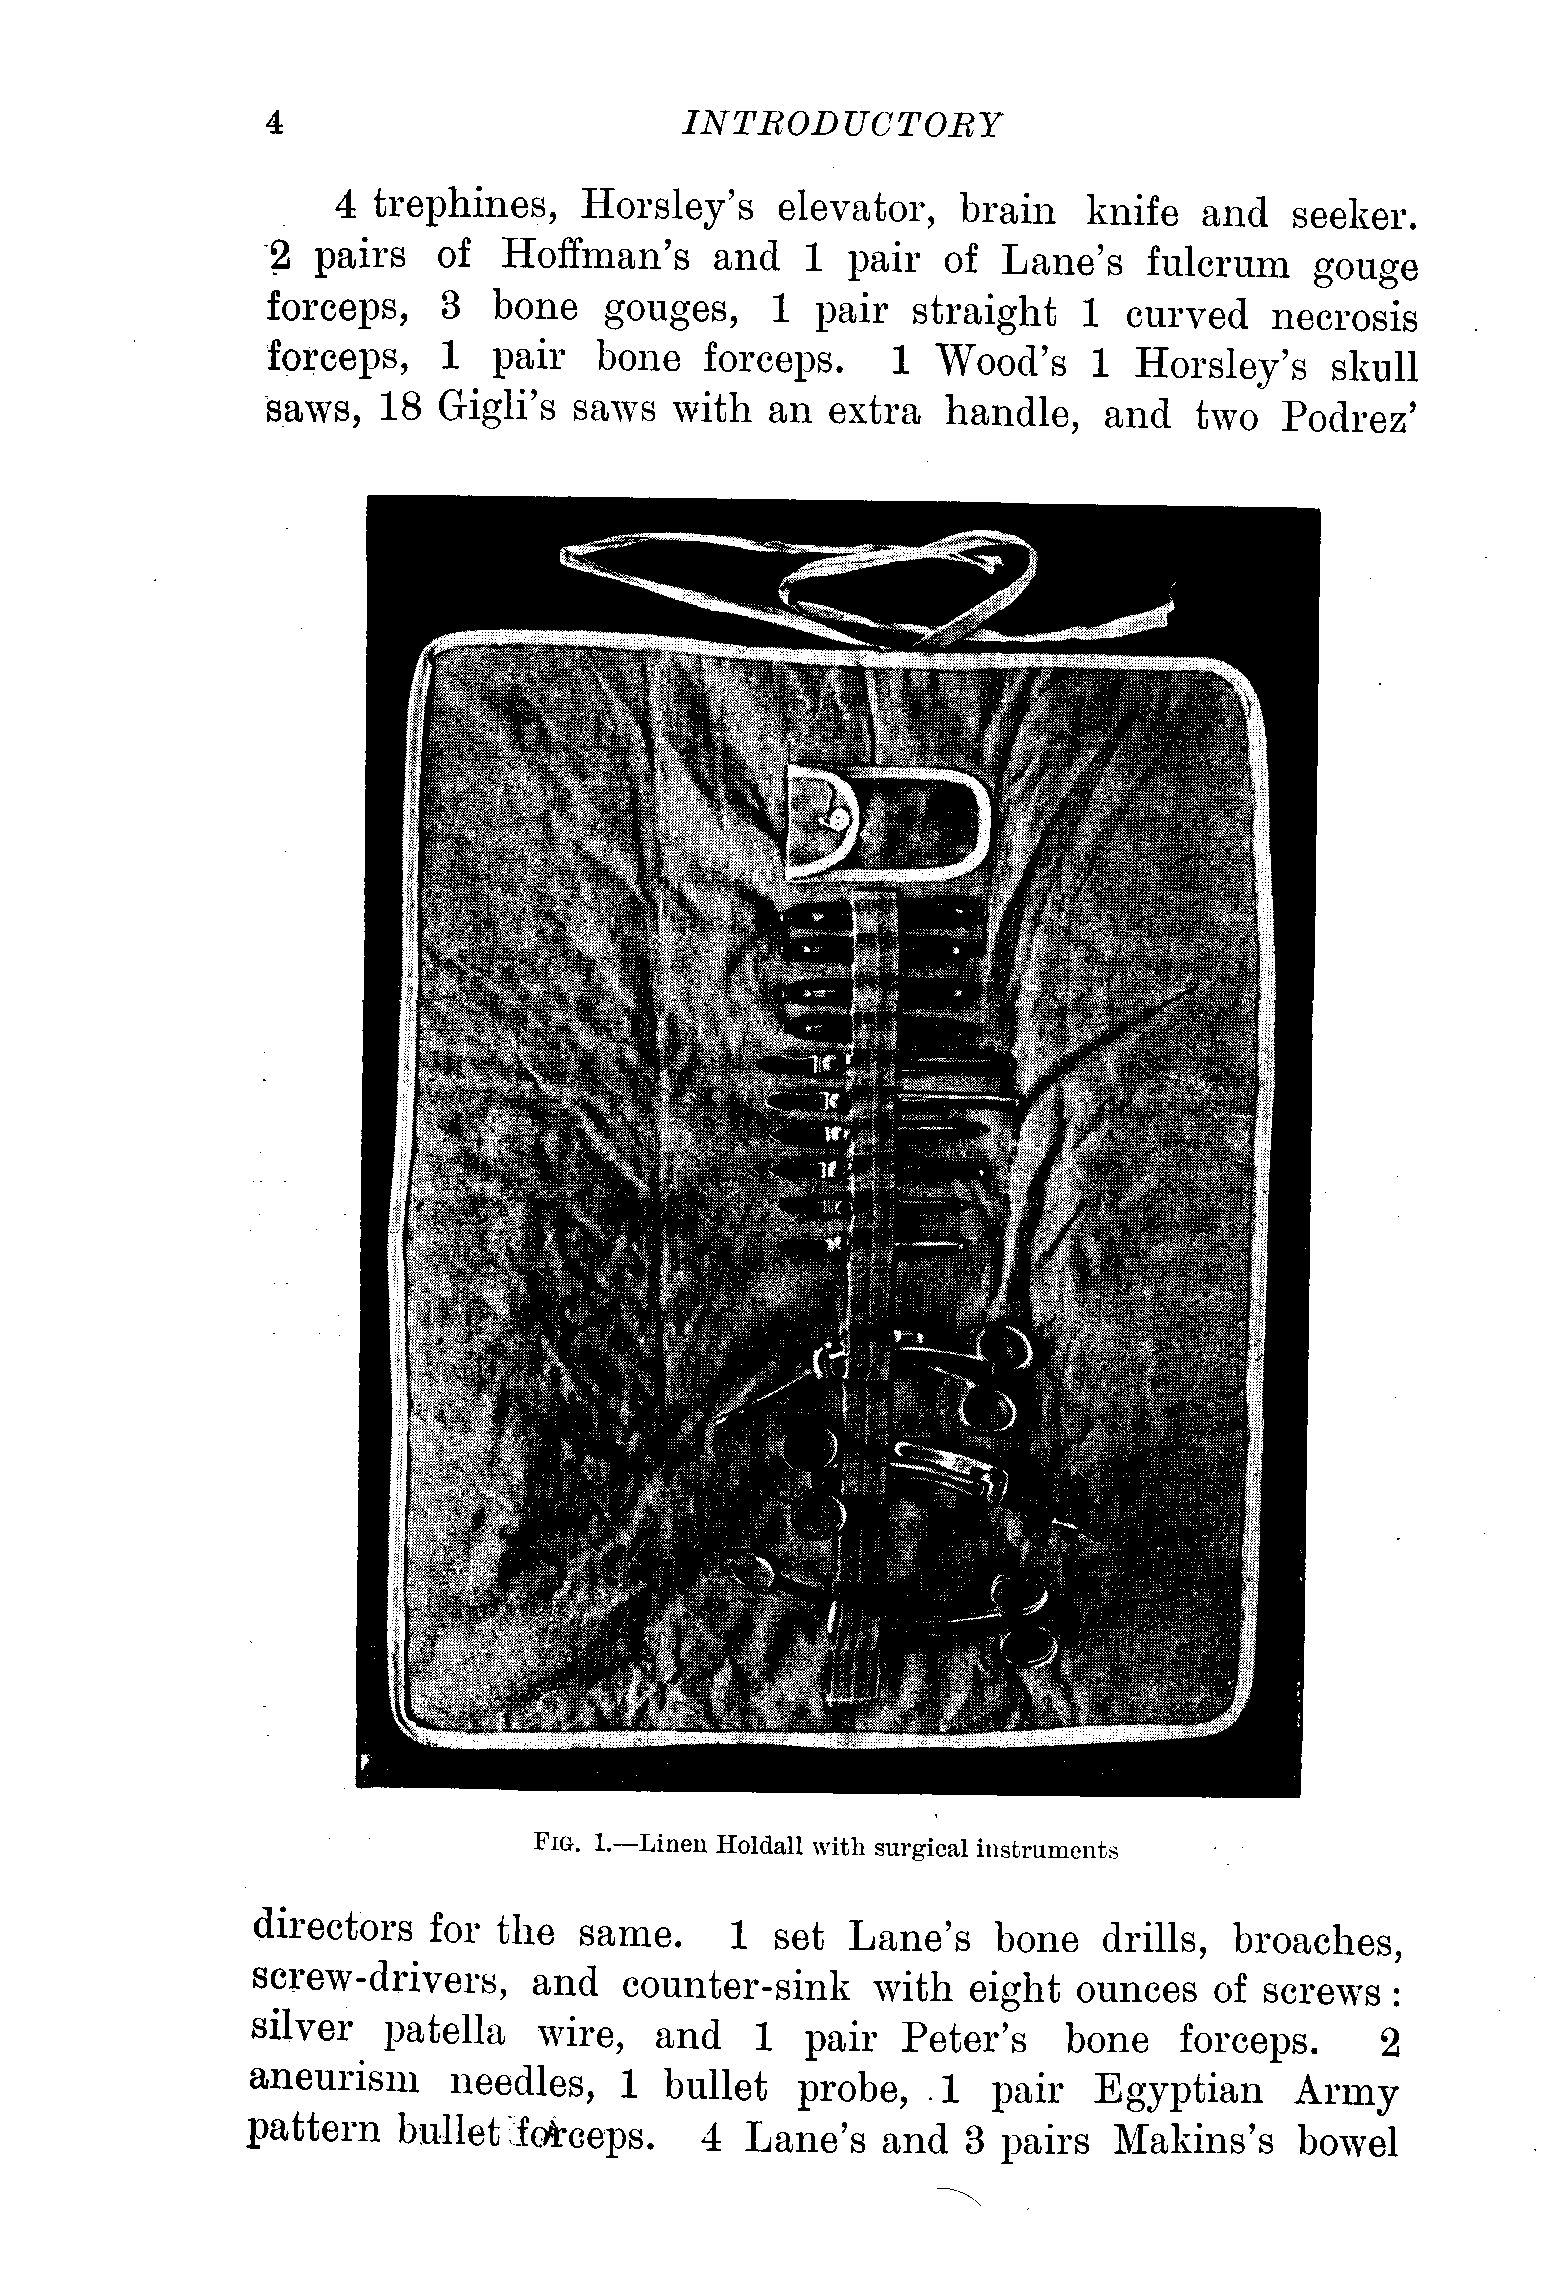 4 INTRODUCTORY
4 trephines, Horsley's elevator, brain knife and seeker.
2 pairs of Hoffman's and 1 pair of Lane's fulcrum gouge
forceps, 3 bone gouges, 1 pair straight 1 curved necrosis
forceps, 1 pair bone forceps. 1 Wood's 1 Horsley's skull
saws, 18 Gigli's saws with an extra handle, and two Podrez'
FIG. 1.—Linen Holdall with surgical instruments
directors for the same. 1 set Lane's bone drills, broaches,
screw-drivers, and counter-sink with eight ounces of screws:
silver patella wire, and 1 pair Peter's bone forceps. 2
aneurism needles, 1 bullet probe, 1 pair Egyptian Army
pattern bullet forceps. 4 Lane's and 3 pairs Makins's bowel